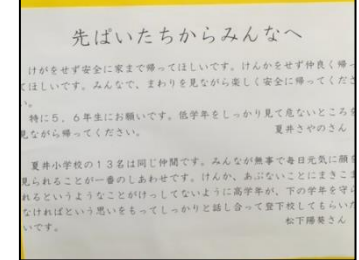 先ぱいたちからみんなへ
けがをせず安全に家まで帰ってほしいです。けんかをせず仲良く帰っ
てほしいです。みんなで、まわりを見ながら楽しく安全に帰ってくださ
い。
特に5、6年生にお願いです。低学年をしっかり見て危ないところを
見ながら帰ってください。 夏井さやのさん
夏井小学校の13名は同じ仲間です。みんなが無事で毎日元気に顔を
見られることが一番のしあわせです。けんか、あぶないことにまきこま
れるというようなことがけっしてないように高学年が、下の学年を守ら
なければという思いをもってしっかりと話し合って登下校してもらいた
いです。 松下陽葵さん